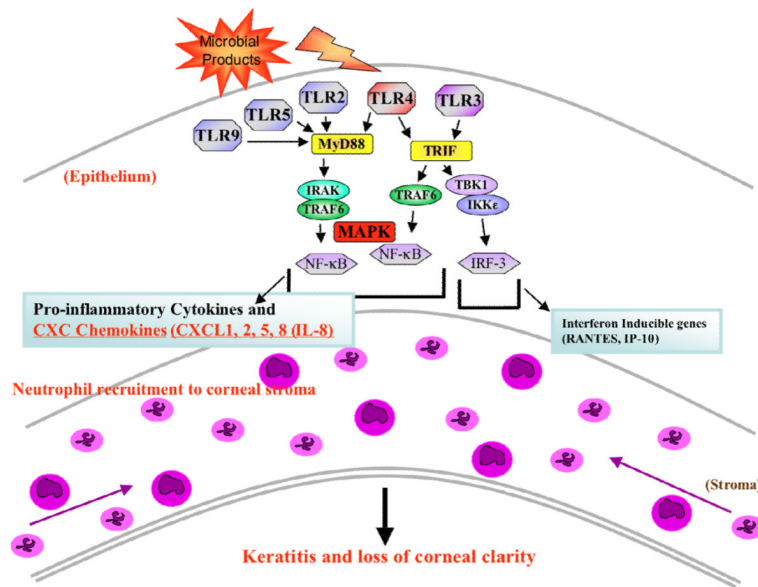 Microbial
Products
TLR2
TLR4
TLR3
TLR5
TLR9
MyD88
TRIF
(Epithelium)
IRAK
TRAF6
TRAF6
TBK1
IKKε
MAPK
NF-κB
NF-κB
IRF-3
Pro-inflammatory Cytokines and
CXC Chemokines (CXCL1, 2, 5, 8 (IL-8)
Interferon Inducible genes
(RANTES, IP-10)
Neutrophil recruitment to corneal stroma
(Stroma)
Keratitis and loss of corneal clarity